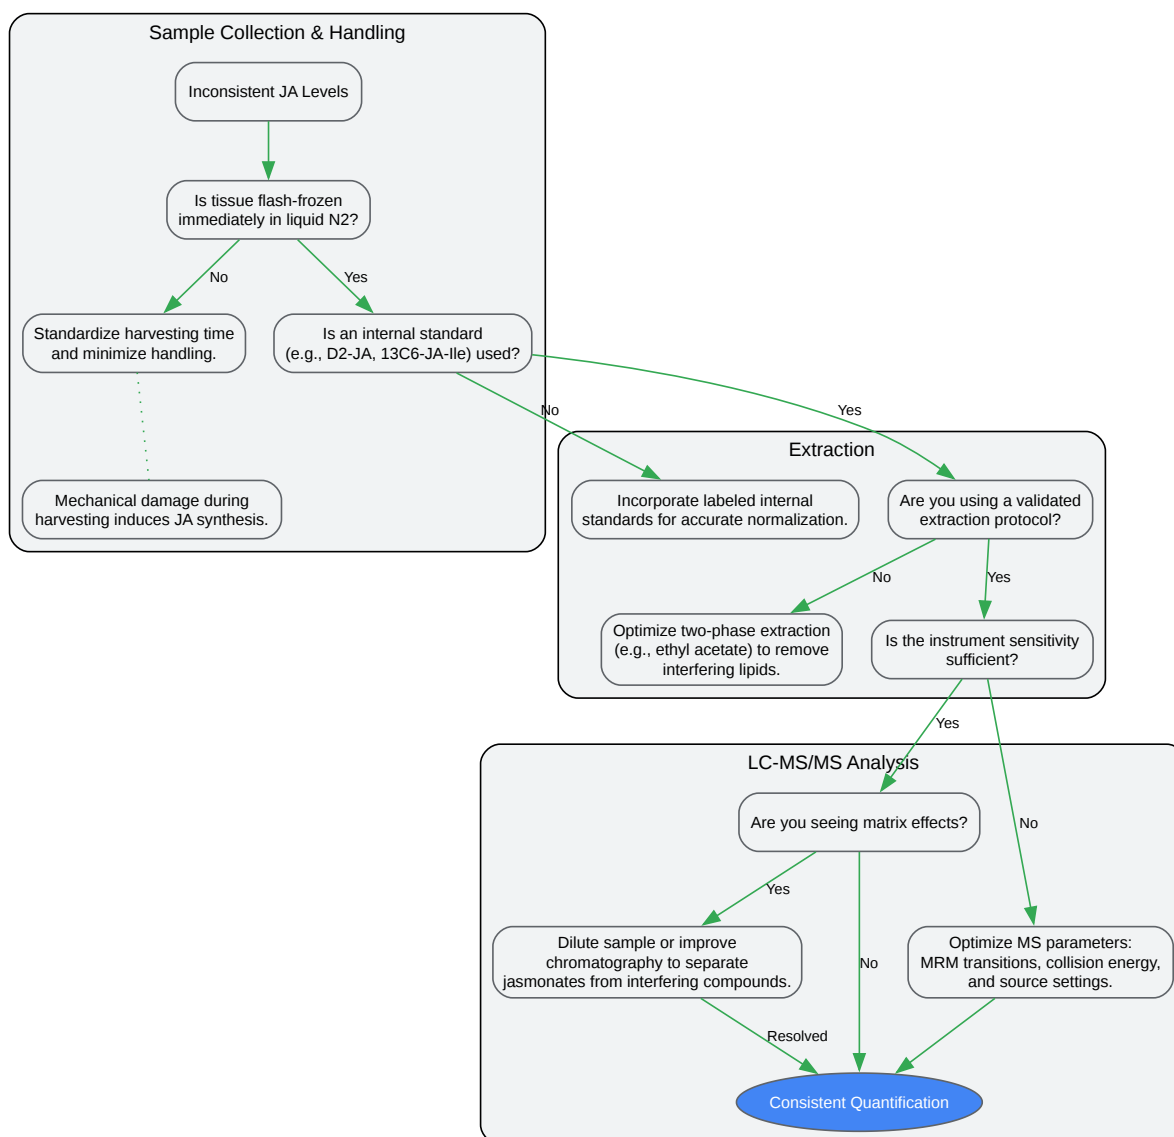 Sample Collection & Handling
Inconsistent JA Levels
Is tissue flash-frozen
immediately in liquid N2?
No
Yes
Standardize harvesting time
and minimize handling.
Is an internal standard
(e.g., D2-JA, 13C6-JA-Ile) used?
No
Yes
Mechanical damage during
harvesting induces JA synthesis.
Extraction
Incorporate labeled internal
standards for accurate normalization.
Are you using a validated
extraction protocol?
No
Yes
Optimize two-phase extraction
(e.g., ethyl acetate) to remove
interfering lipids.
Is the instrument sensitivity
sufficient?
Yes
No
LC-MS/MS Analysis
Are you seeing matrix effects?
Yes
No
Dilute sample or improve
chromatography to separate
jasmonates from interfering compounds.
Optimize MS parameters:
MRM transitions, collision energy,
and source settings.
Resolved
Consistent Quantification